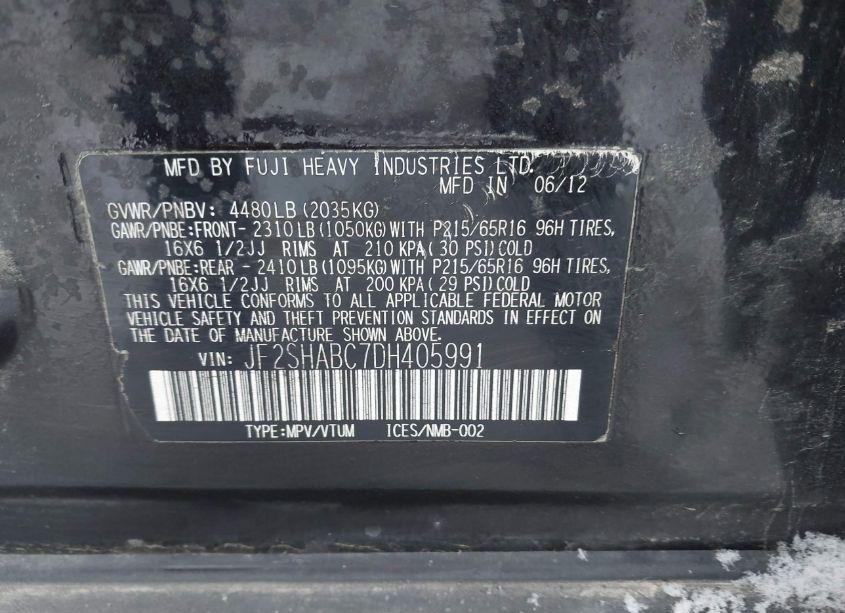 MFD BY FUJI HEAVY INDUSTRIES LTD.
MFD IN 06/12
GVWR/PNBV: 4480LB (2035KG)
GAWR/PNBE:FRONT- 2310 LB (1050KG) WITH P215/65R16 96H TIRES,
16X6 1/2JJ RIMS AT 210 KPA( 30 PSI) COLD
GAWR/PNBE:REAR - 2410 LB (1095KG) WITH P215/65R16 96H TIRES,
16X6 1/2JJ RIMS AT 200 KPA( 29 PSI) COLD
THIS VEHICLE CONFORMS TO ALL APPLICABLE FEDERAL MOTOR
VEHICLE SAFETY AND THEFT PREVENTION STANDARDS IN EFFECT ON
THE DATE OF MANUFACTURE SHOWN ABOVE.
VIN: JF2SHABC7DH405991
TYPE:MPV/VTUM ICES/NMB-002